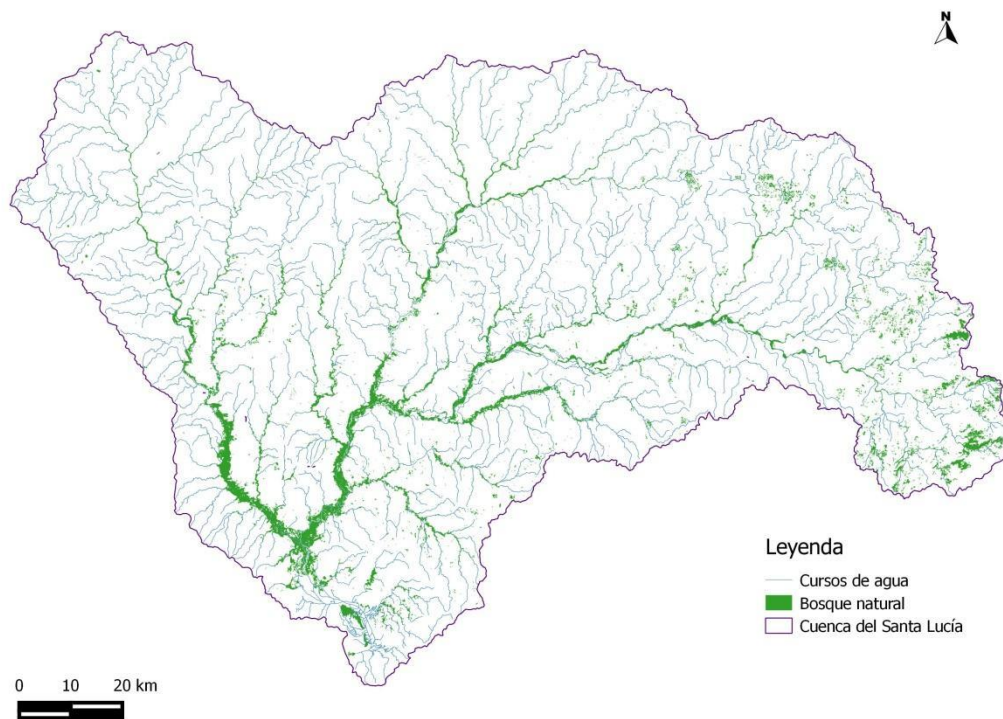 N
Leyenda
Cursos de agua
Bosque natural
Cuenca del Santa Lucía
0 10 20 km